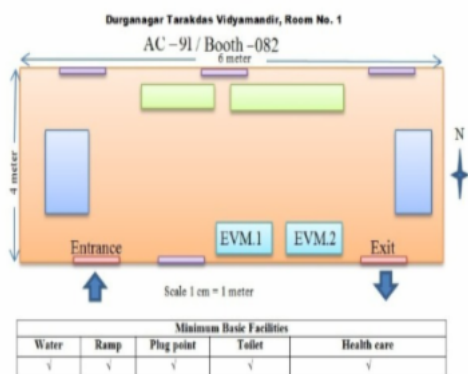 Durganagar Tarakdas Vidyamandir, Room No. 1
AC –91 / Booth –082
6 meter
4 meter
N
EVM.1 EVM.2
Entrance Exit
Scale 1 cm = 1 meter
Minimum Basic Facilities
Water Ramp Plug point Toilet Health care
√ √ √ √ √